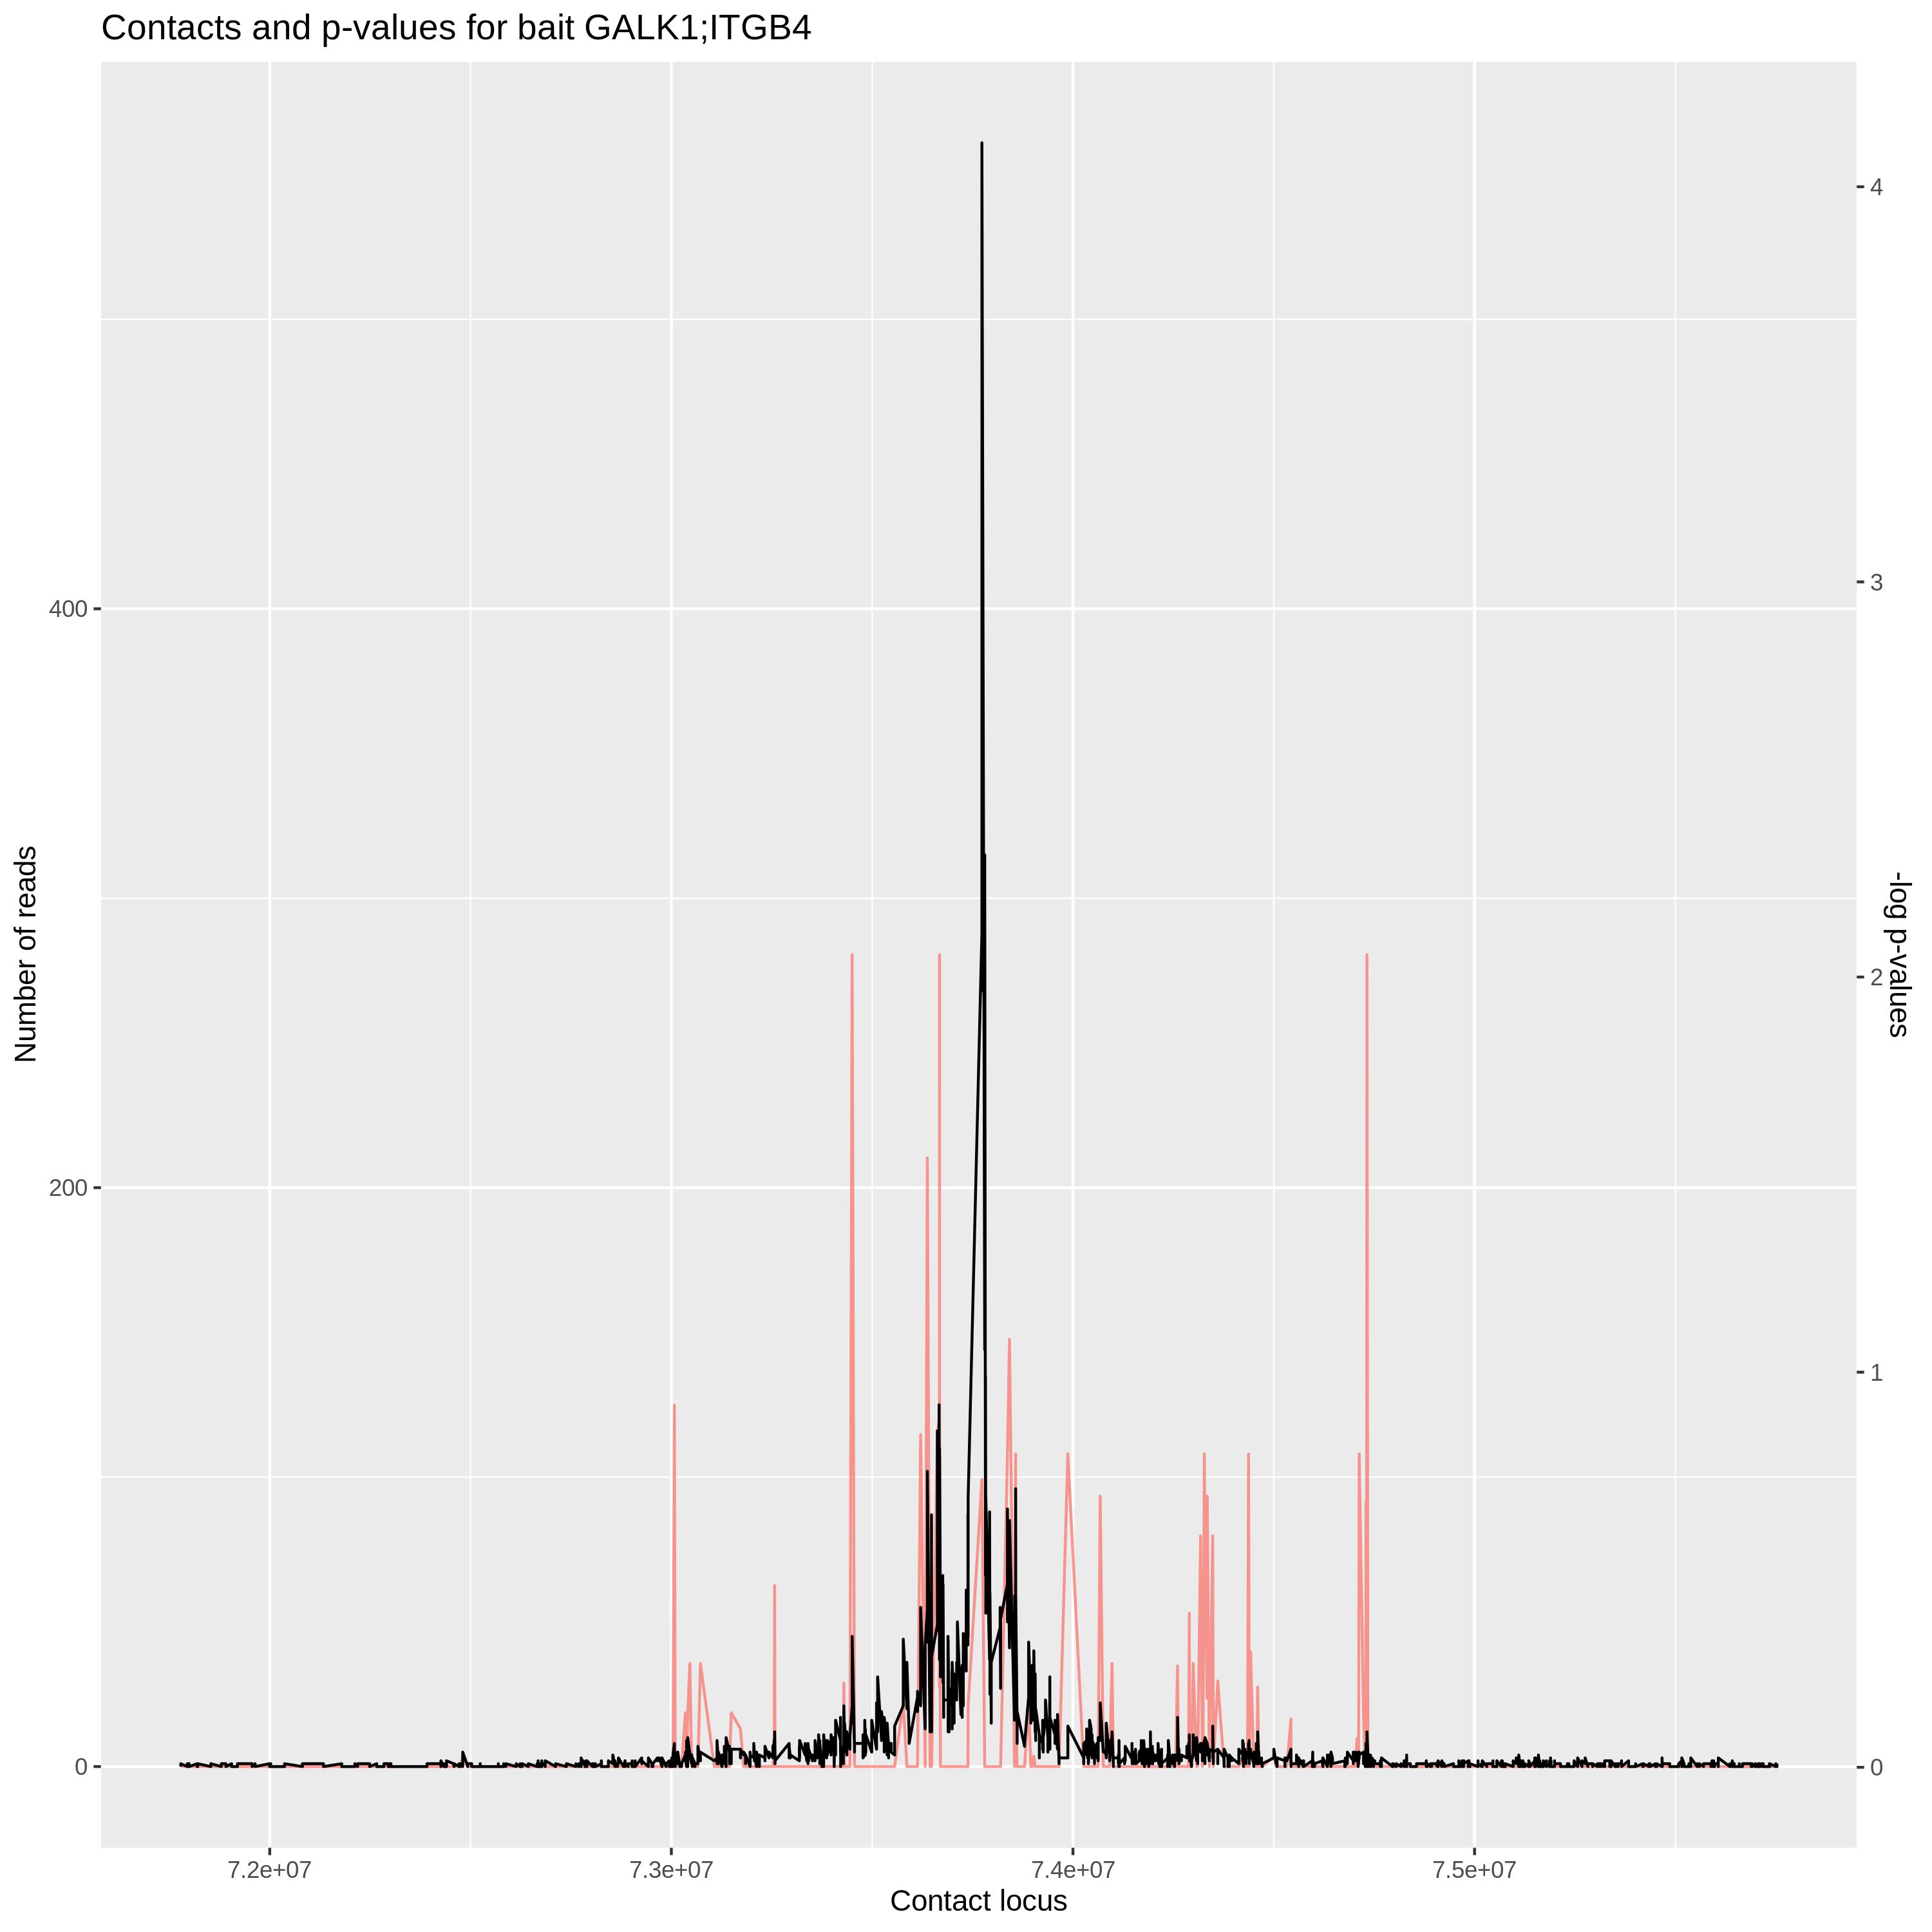 Contacts and p-values for bait GALK1;ITGB4
Number of reads
400
200
0
4
3
2
1
0
-log p-values
7.2e+07
7.3e+07
7.4e+07
7.5e+07
Contact locus